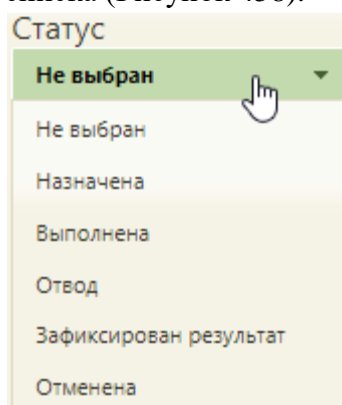 Статус
Не выбран
Не выбран
Назначена
Выполнена
Отвод
Зафиксирован результат
Отменена